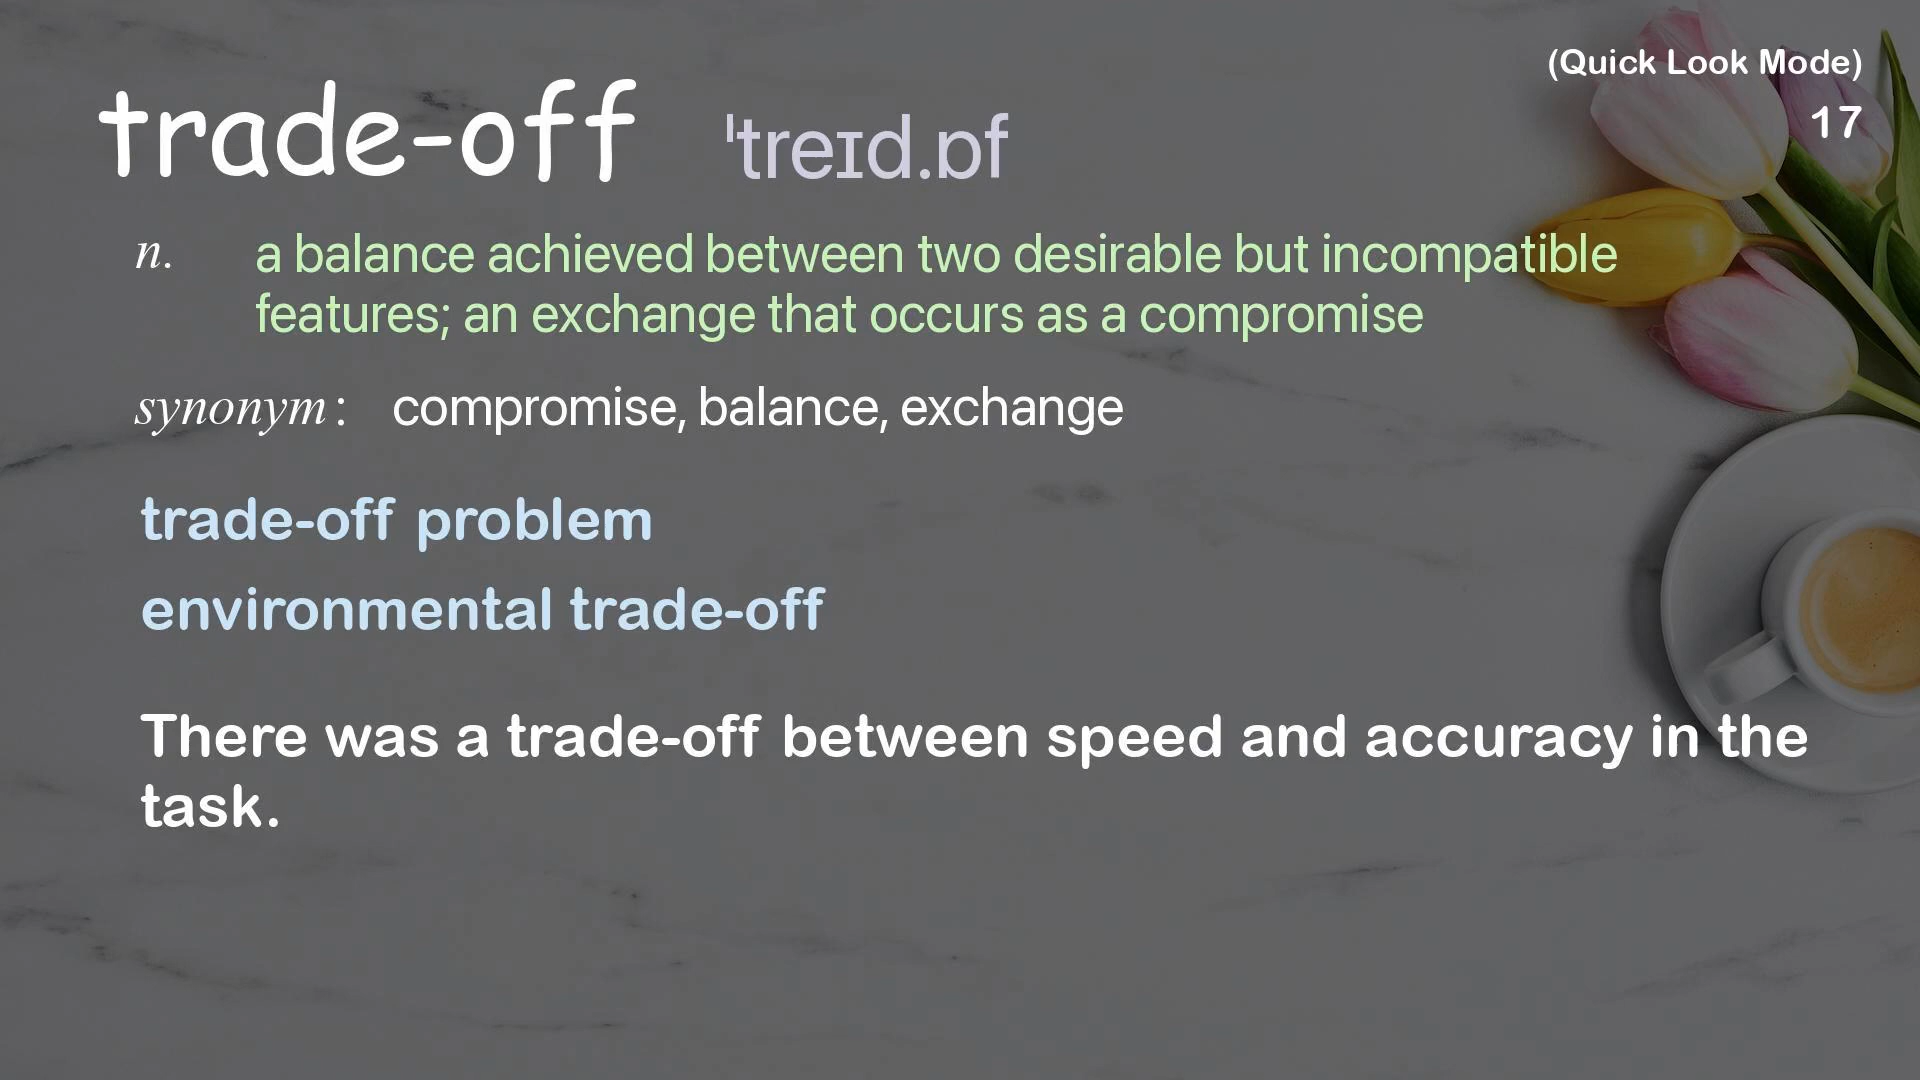 (Quick Look Mode)
17
trade-off ˈtreɪd.ɒf
n. a balance achieved between two desirable but incompatible
features; an exchange that occurs as a compromise
synonym: compromise, balance, exchange
trade-off problem
environmental trade-off
There was a trade-off between speed and accuracy in the
task.